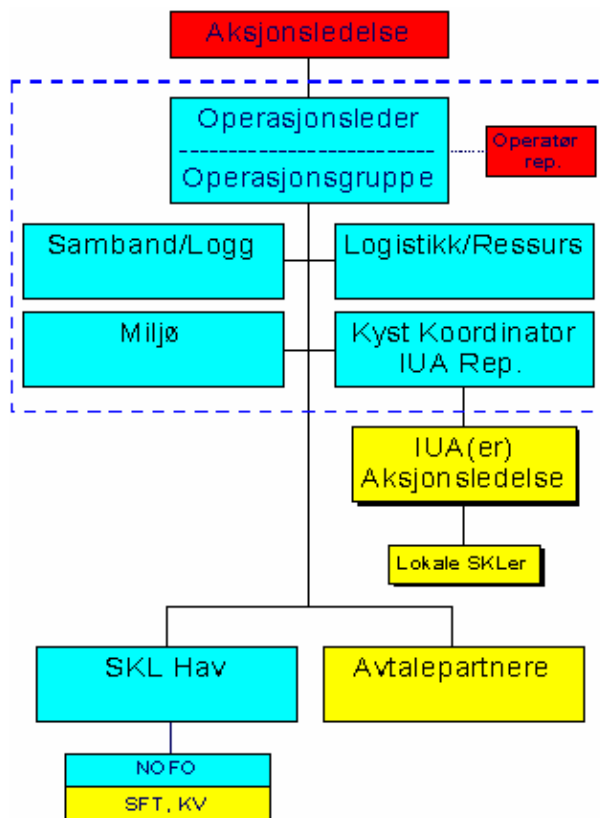 Aksjonsledelse
Operasjonsleder
Operasjonsgruppe
Operatør
rep.
Samband/Logg
Logistikk/Ressurs
Miljø
Kyst Koordinator
IUA Rep.
IUA(er)
Aksjonsledelse
Lokale SKLer
SKL Hav
Avtalepartnere
NOFO
SFT, KV